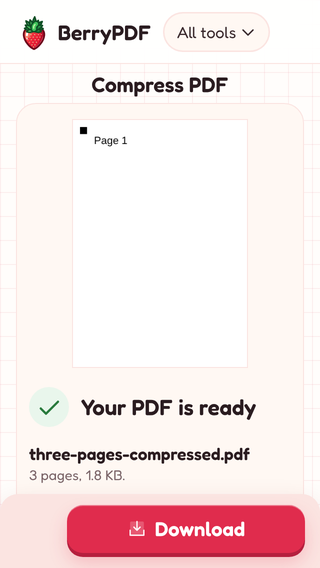 BerryPDF
All tools
Compress PDF
Page 1
Your PDF is ready
three-pages-compressed.pdf
3 pages, 1.8 KB.
Download